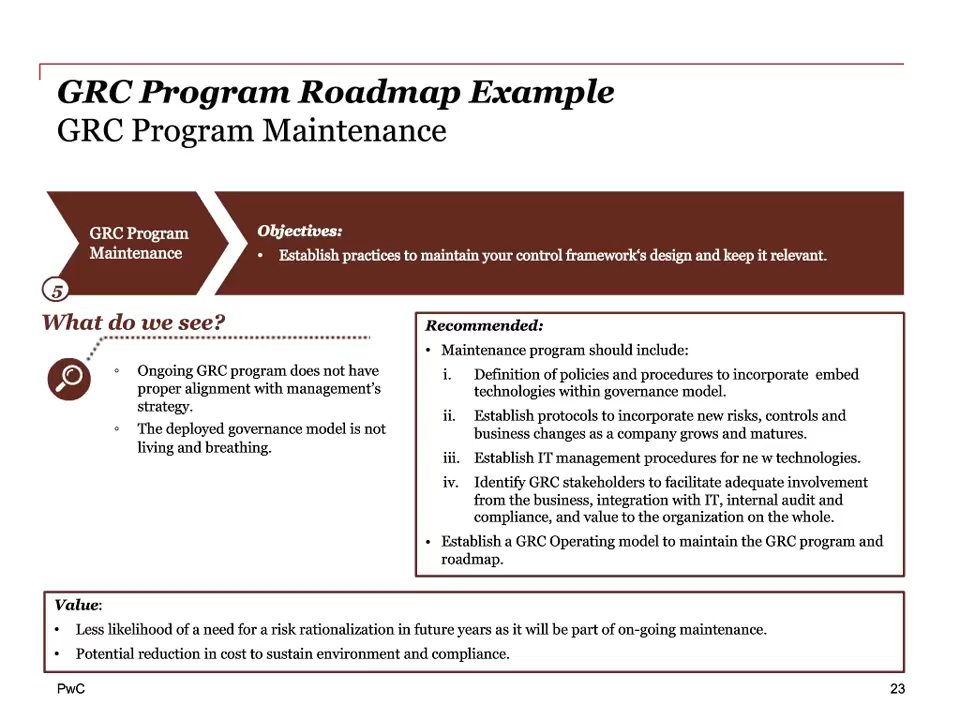 GRC Program Roadmap Example
GRC Program Maintenance
GRC Program
Maintenance
5
Objectives:
• Establish practices to maintain your control framework's design and keep it relevant.
What do we see?
◦ Ongoing GRC program does not have
proper alignment with management's
strategy.
◦ The deployed governance model is not
living and breathing.
Recommended:
• Maintenance program should include:
i. Definition of policies and procedures to incorporate embed
technologies within governance model.
ii. Establish protocols to incorporate new risks, controls and
business changes as a company grows and matures.
iii. Establish IT management procedures for ne w technologies.
iv. Identify GRC stakeholders to facilitate adequate involvement
from the business, integration with IT, internal audit and
compliance, and value to the organization on the whole.
• Establish a GRC Operating model to maintain the GRC program and
roadmap.
Value:
• Less likelihood of a need for a risk rationalization in future years as it will be part of on-going maintenance.
• Potential reduction in cost to sustain environment and compliance.
PwC
23